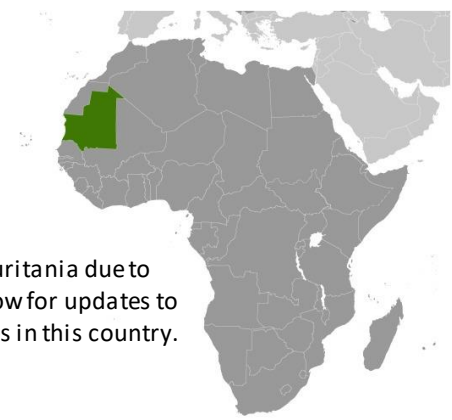 uritania due to
ow for updates to
s in this country.